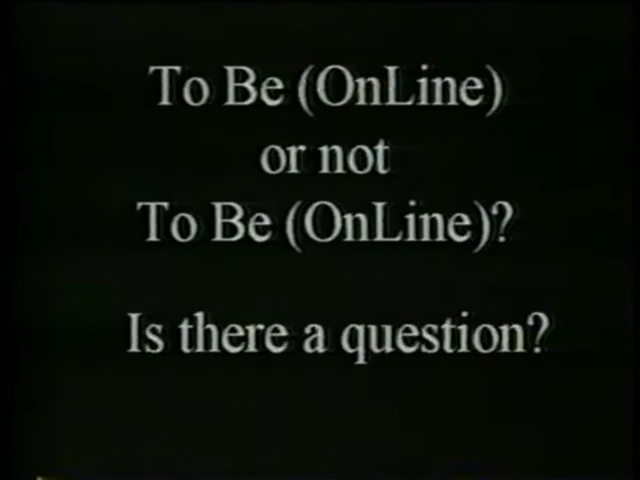 To Be (OnLine)
or not
To Be (OnLine)?
Is there a question?